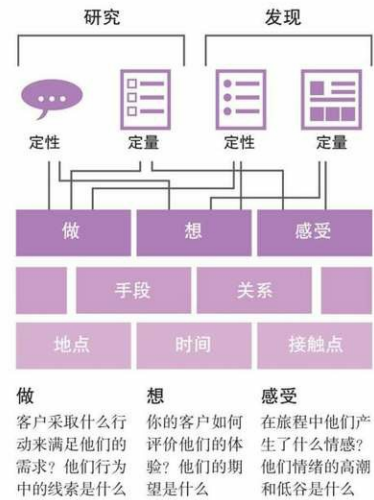 研究 发现
定性 定量 定性 定量
做 想 感受
手段 关系
地点 时间 接触点
做
客户采取什么行
动来满足他们的
需求？他们行为
中的线索是什么
想
你的客户如何
评价他们的体
验？他们的期
望是什么
感受
在旅程中他们产
生了什么情感？
他们情绪的高潮
和低谷是什么